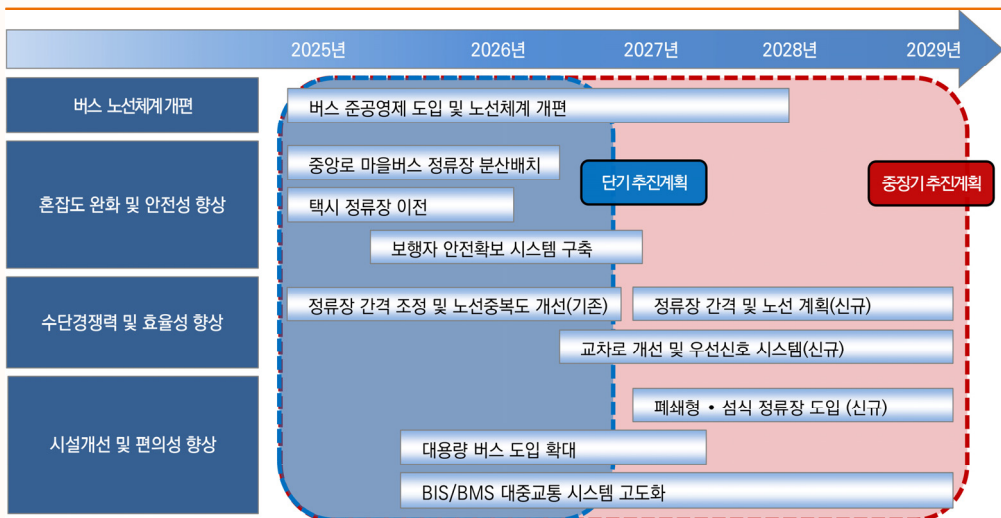 2025년 2026년 2027년 2028년 2029년
버스 노선체계 개편
버스 준공영제 도입 및 노선체계 개편
혼잡도 완화 및 안전성 향상
중앙로 마을버스 정류장 분산배치
단기 추진계획
중장기 추진계획
택시 정류장 이전
보행자 안전확보 시스템 구축
수단경쟁력 및 효율성 향상
정류장 간격 조정 및 노선중복도 개선(기존)
정류장 간격 및 노선 계획(신규)
교차로 개선 및 우선신호 시스템(신규)
시설개선 및 편의성 향상
폐쇄형 • 섬식 정류장 도입 (신규)
대용량 버스 도입 확대
BIS/BMS 대중교통 시스템 고도화